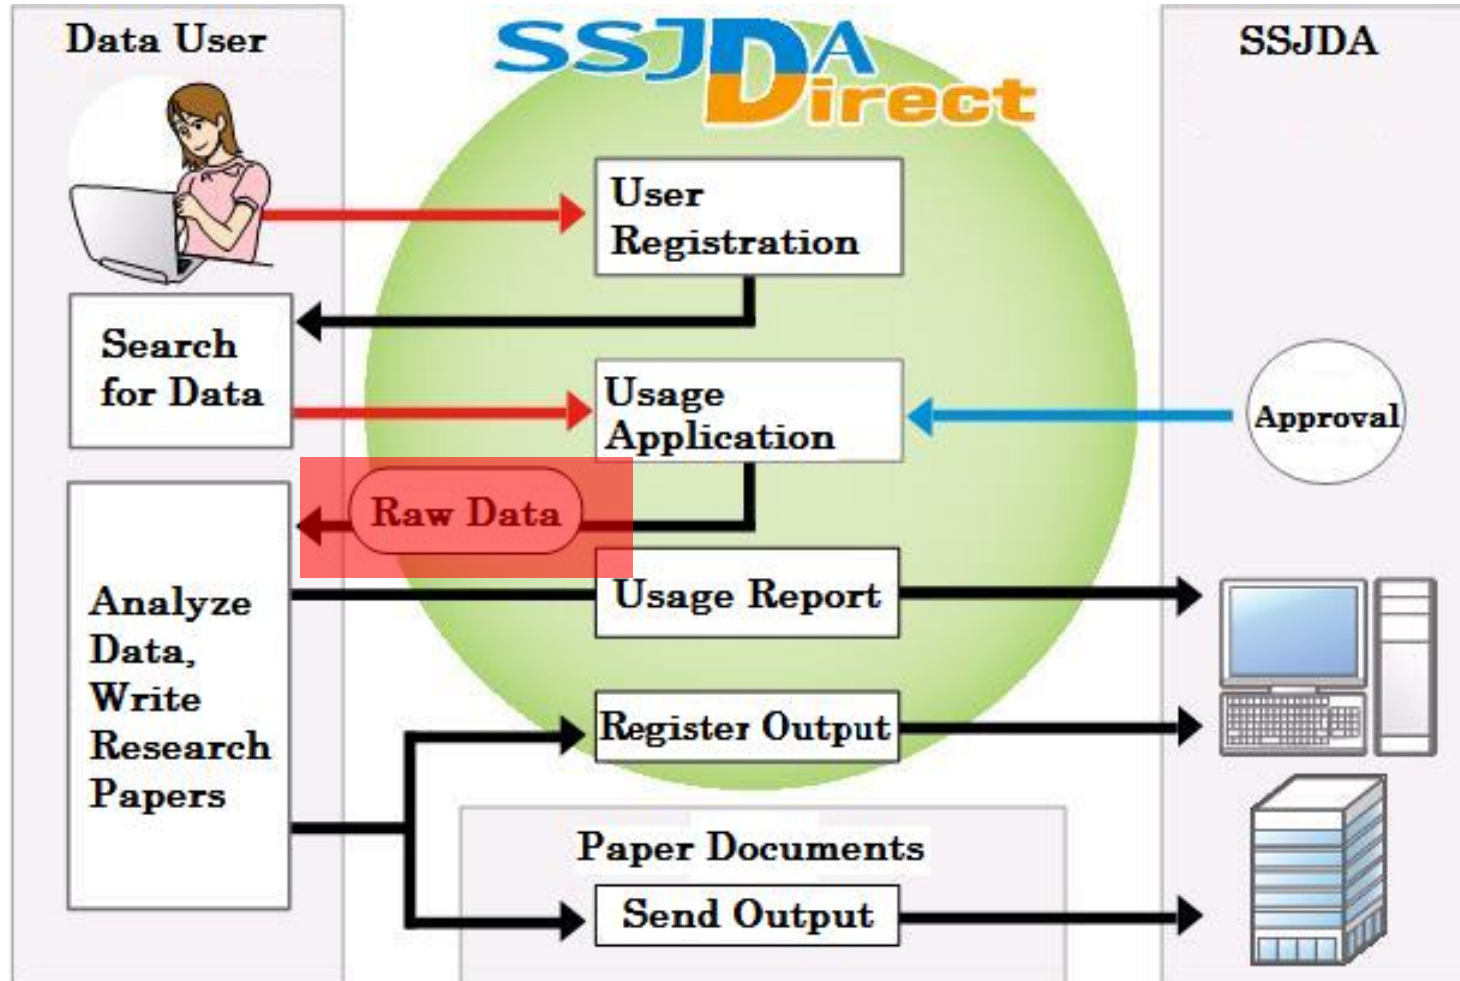 Data User
SSJDA
Direct
SSJDA
User
Registration
Search
for Data
Usage
Application
Approval
Raw Data
Usage Report
Analyze
Data,
Write
Research
Papers
Register Output
Paper Documents
Send Output